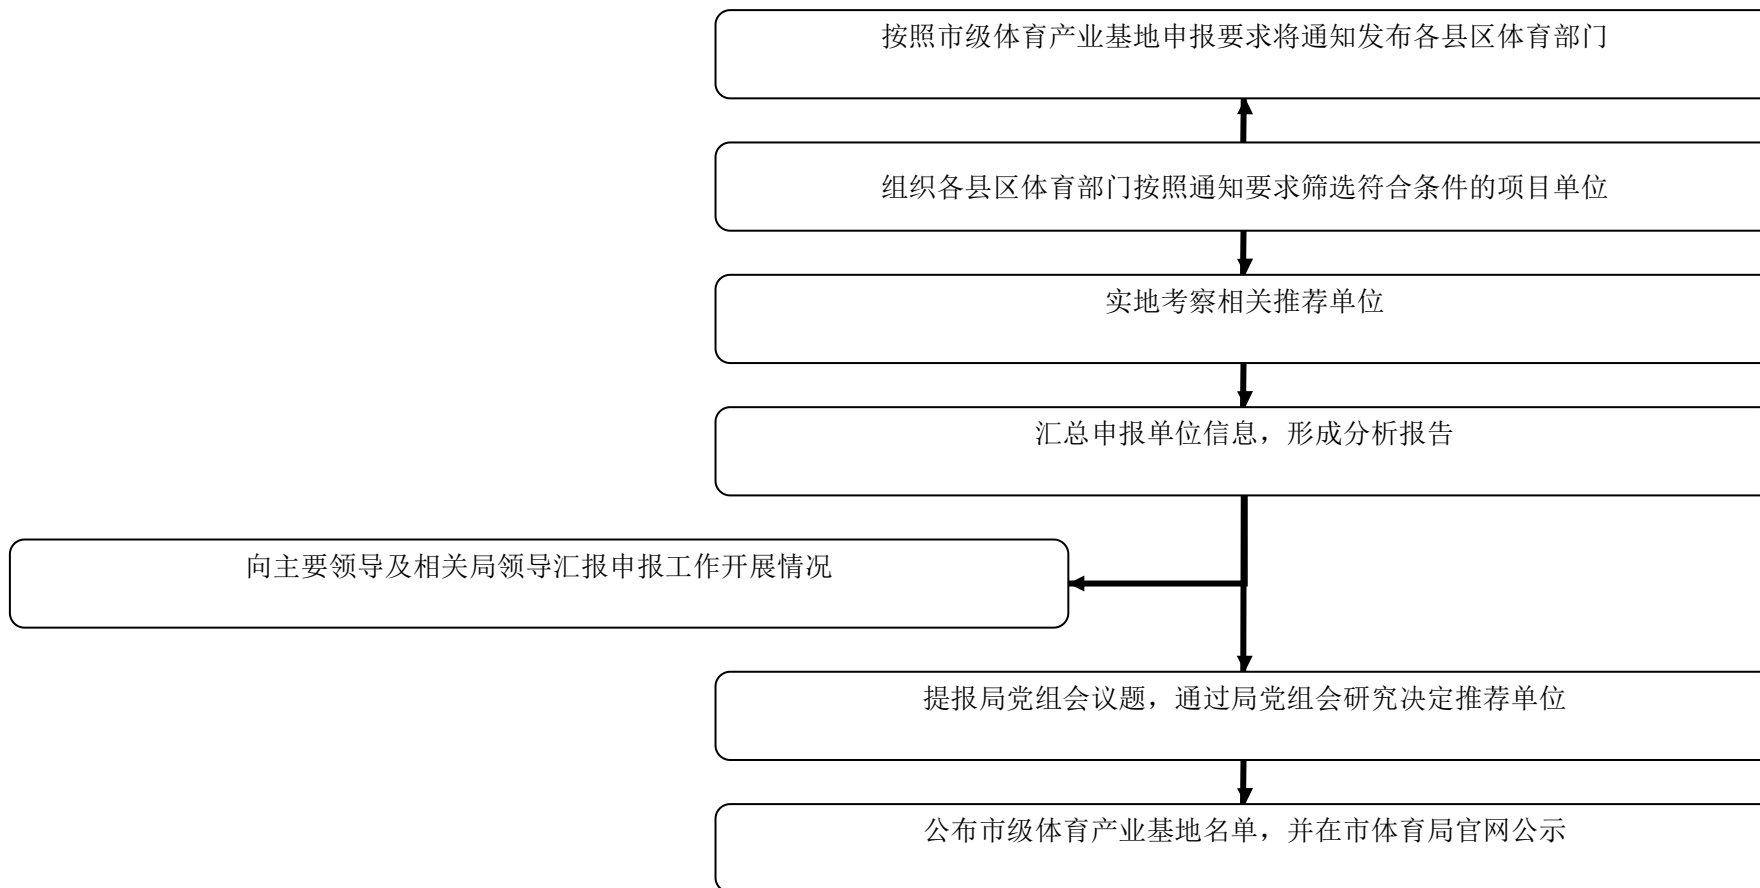 按照市级体育产业基地申报要求将通知发布各县区体育部门
组织各县区体育部门按照通知要求筛选符合条件的项目单位
实地考察相关推荐单位
汇总申报单位信息，形成分析报告
向主要领导及相关局领导汇报申报工作开展情况
提报局党组会议题，通过局党组会研究决定推荐单位
公布市级体育产业基地名单，并在市体育局官网公示